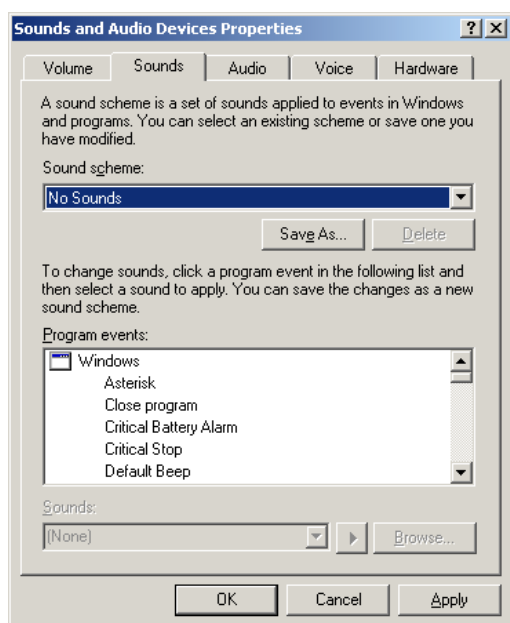 Sounds and Audio Devices Properties
Volume
Sounds
Audio
Voice
Hardware
A sound scheme is a set of sounds applied to events in Windows
and programs. You can select an existing scheme or save one you
have modified.
Sound scheme:
No Sounds
Save As...
Delete
To change sounds, click a program event in the following list and
then select a sound to apply. You can save the changes as a new
sound scheme.
Program events:
Windows
Asterisk
Close program
Critical Battery Alarm
Critical Stop
Default Beep
Sounds:
(None)
Browse...
OK
Cancel
Apply